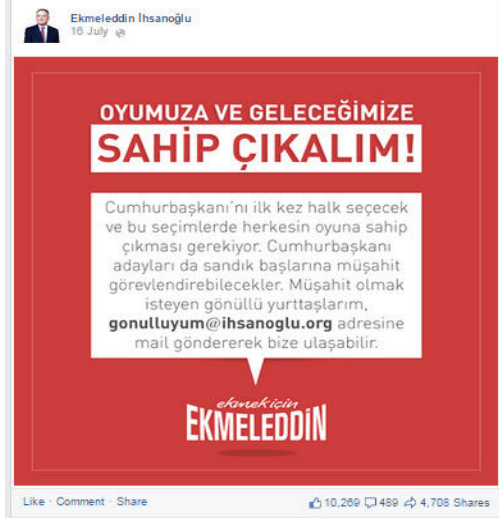 Ekmeleddin İhsanoğlu
16 July
OYUMUZA VE GELECEĞİMİZE
SAHİP ÇIKALIM!
Cumhurbaşkanı'nı ilk kez halk seçecek
ve bu seçimlerde herkesin oyuna sahip
çıkması gerekiyor. Cumhurbaşkanı
adayları da sandık başlarına müşahit
görevlendirebilecekler. Müşahit olmak
isteyen gönüllü yurttaşlarım,
gonulluyum@ihsanoglu.org adresine
mail göndererek bize ulaşabilir.
ekmek için
EKMELEDDİN
Like · Comment · Share 10,269 489 4,708 Shares